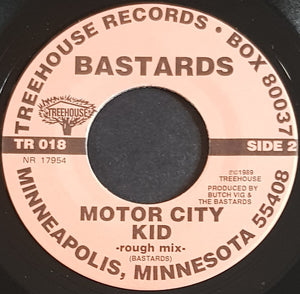 TREEHOUSE RECORDS • BOX 80037
BASTARDS
TREEHOUSE
TR 018
SIDE 2
NR 17954
℗©1989
TREEHOUSE
PRODUCED BY
BUTCH VIG &
THE BASTARDS
MOTOR CITY
KID
-rough mix-
(BASTARDS)
MINNEAPOLIS, MINNESOTA 55408